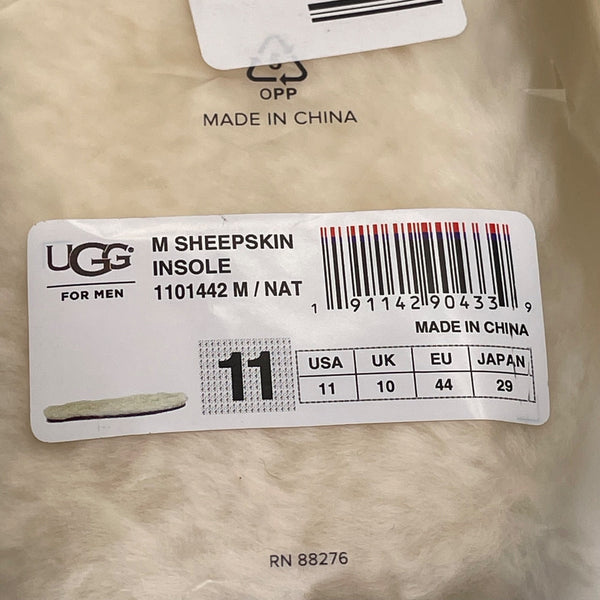 OPP
MADE IN CHINA
UGG
FOR MEN
M SHEEPSKIN
INSOLE
1101442 M / NAT
1 91142 90433 9
MADE IN CHINA
11
USA UK EU JAPAN
11 10 44 29
RN 88276